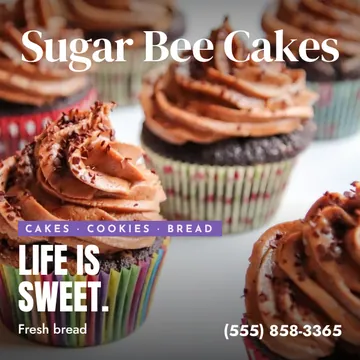 Sugar Bee Cakes
CAKES · COOKIES · BREAD
LIFE IS
SWEET.
Fresh bread
(555) 858-3365